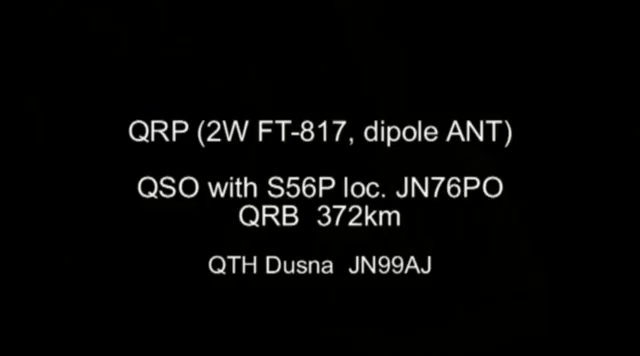 QRP (2W FT-817, dipole ANT)
QSO with S56P loc. JN76PO
QRB 372km
QTH Dusna JN99AJ